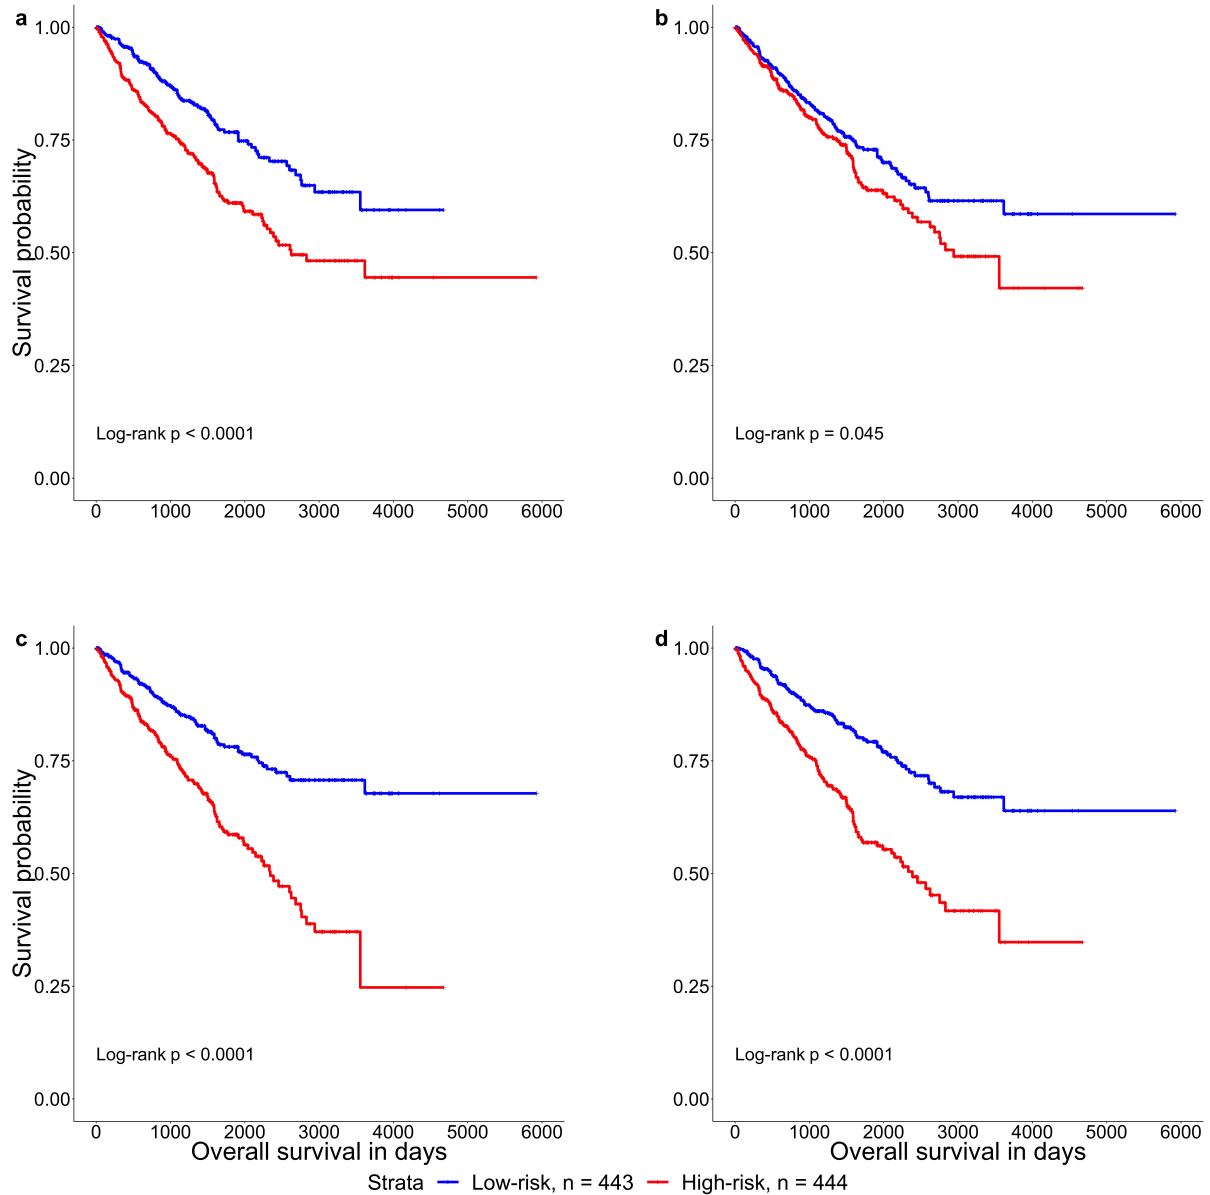 a
b
1.00
0.75
0.50
0.25
0.00
Survival probability
Log-rank p < 0.0001
0 1000 2000 3000 4000 5000 6000
1.00
0.75
0.50
0.25
0.00
Log-rank p = 0.045
0 1000 2000 3000 4000 5000 6000
c
d
1.00
0.75
0.50
0.25
0.00
Survival probability
Log-rank p < 0.0001
0 1000 2000 3000 4000 5000 6000
Overall survival in days
1.00
0.75
0.50
0.25
0.00
Log-rank p < 0.0001
0 1000 2000 3000 4000 5000 6000
Overall survival in days
Strata Low-risk, n = 443 High-risk, n = 444